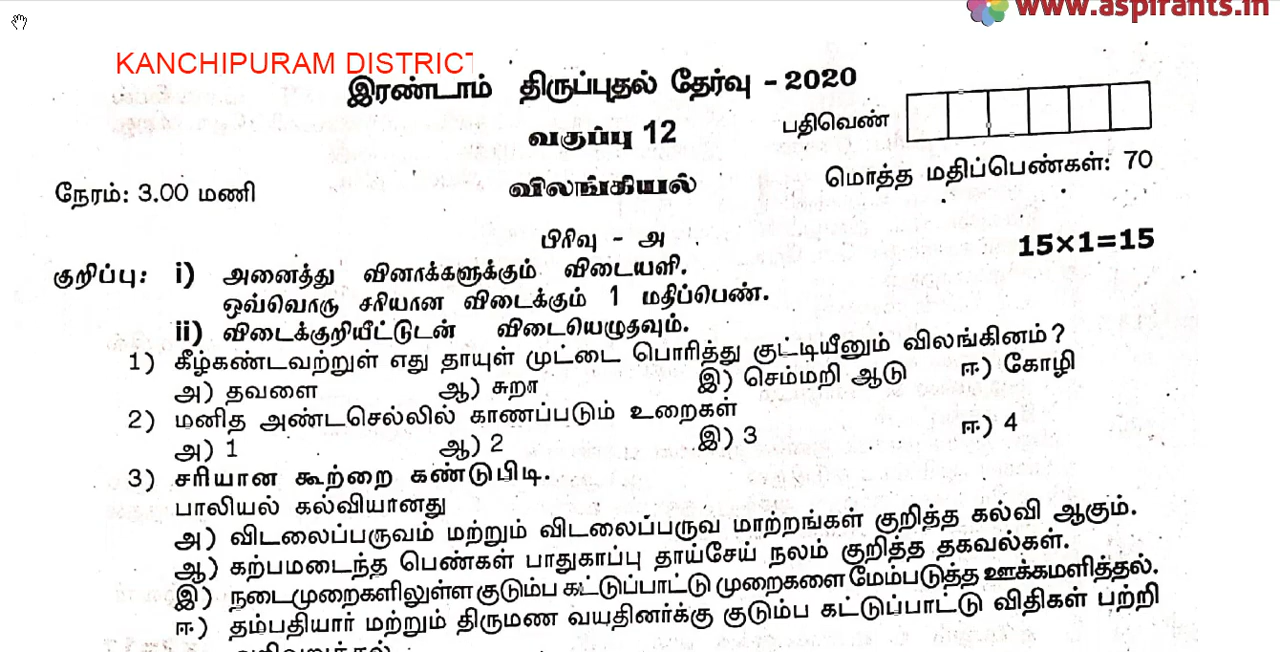 www.aspirants.in
KANCHIPURAM DISTRICT
இரண்டாம் திருப்புதல் தேர்வு - 2020
வகுப்பு 12
பதிவெண்
நேரம்: 3.00 மணி
விலங்கியல்
மொத்த மதிப்பெண்கள்: 70
பிரிவு - அ
15×1=15
குறிப்பு: i) அனைத்து வினாக்களுக்கும் விடையளி.
ஒவ்வொரு சரியான விடைக்கும் 1 மதிப்பெண்.
ii) விடைக்குறியீட்டுடன் விடையெழுதவும்.
1) கீழ்கண்டவற்றுள் எது தாயுள் முட்டை பொரித்து குட்டியீனும் விலங்கினம்?
அ) தவளை ஆ) சுறா இ) செம்மறி ஆடு ஈ) கோழி
2) மனித அண்டசெல்லில் காணப்படும் உறைகள்
அ) 1 ஆ) 2 இ) 3 ஈ) 4
3) சரியான கூற்றை கண்டுபிடி.
பாலியல் கல்வியானது
அ) விடலைப்பருவம் மற்றும் விடலைப்பருவ மாற்றங்கள் குறித்த கல்வி ஆகும்.
ஆ) கற்பமடைந்த பெண்கள் பாதுகாப்பு தாய்சேய் நலம் குறித்த தகவல்கள்.
இ) நடைமுறைகளிலுள்ள குடும்ப கட்டுப்பாட்டு முறைகளை மேம்படுத்த ஊக்கமளித்தல்.
ஈ) தம்பதியார் மற்றும் திருமண வயதினர்க்கு குடும்ப கட்டுப்பாட்டு விதிகள் பற்றி